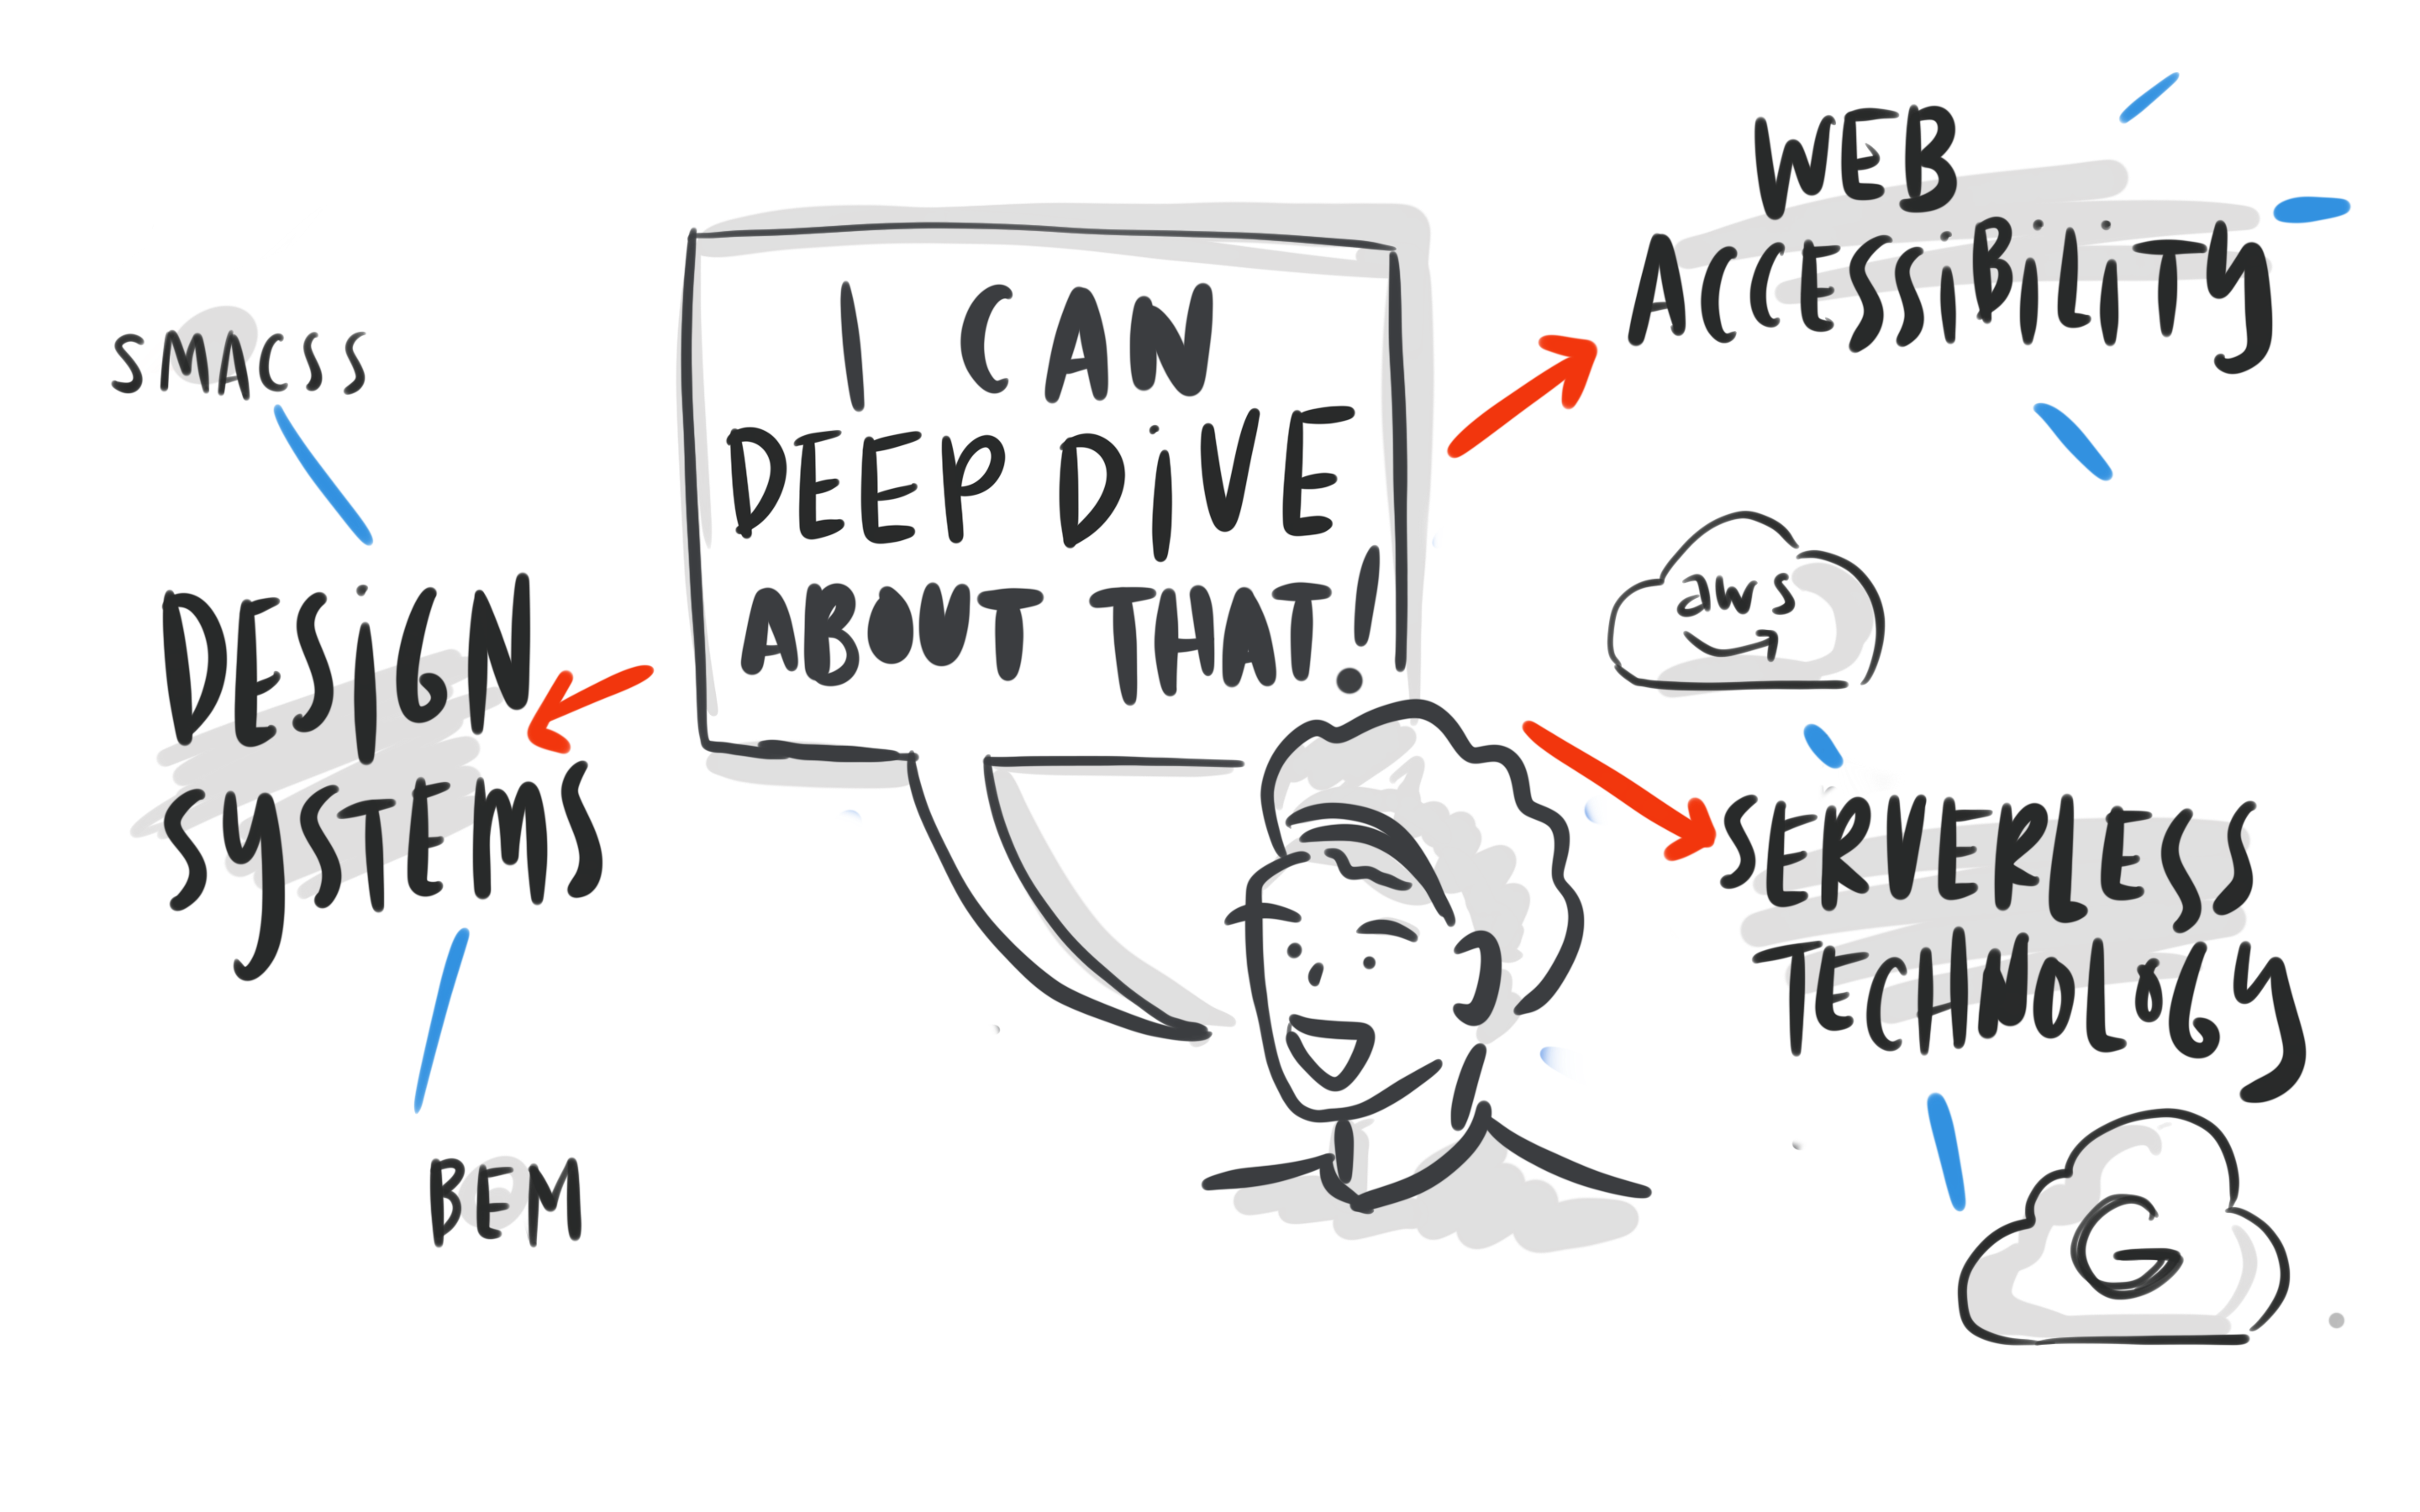 SMACSS
DESIGN
SYSTEMS
BEM
I CAN
DEEP DIVE
ABOUT THAT!
WEB
ACCESSIBILITY
aws
SERVERLESS
TECHNOLOGY
G